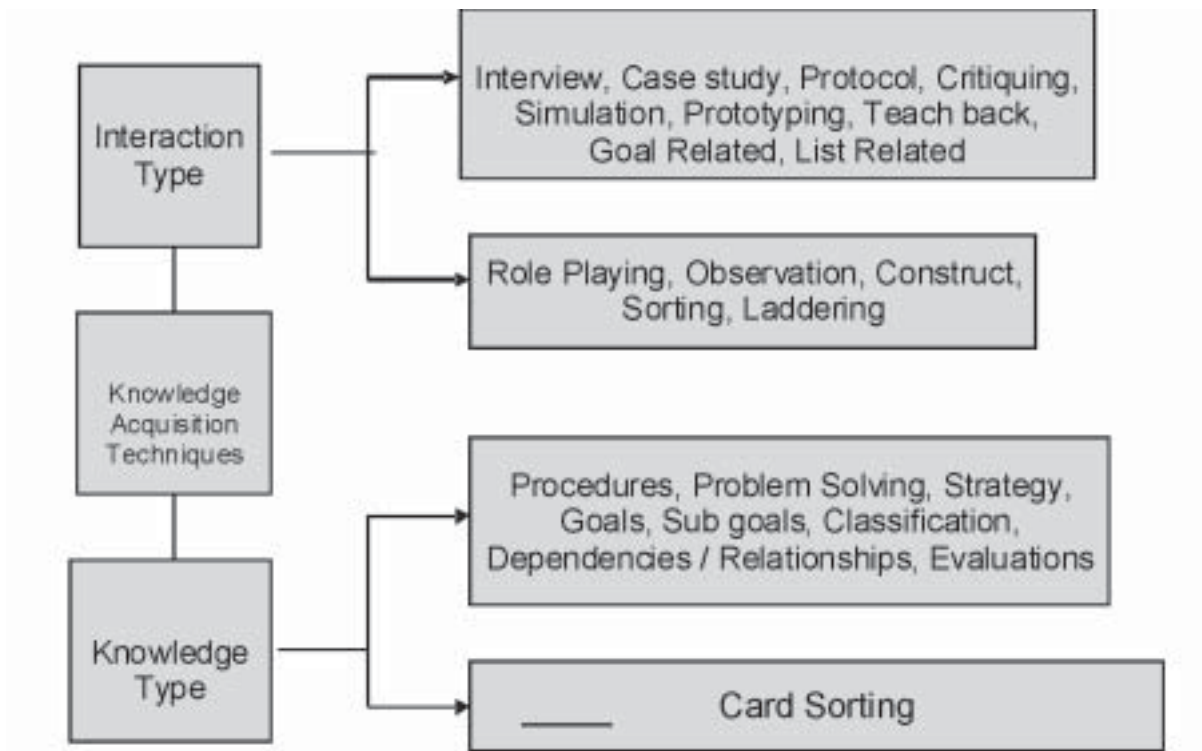 Interaction
Type
Interview, Case study, Protocol, Critiquing,
Simulation, Prototyping, Teach back,
Goal Related, List Related
Role Playing, Observation, Construct,
Sorting, Laddering
Knowledge
Acquisition
Techniques
Procedures, Problem Solving, Strategy,
Goals, Sub goals, Classification,
Dependencies / Relationships, Evaluations
Knowledge
Type
Card Sorting